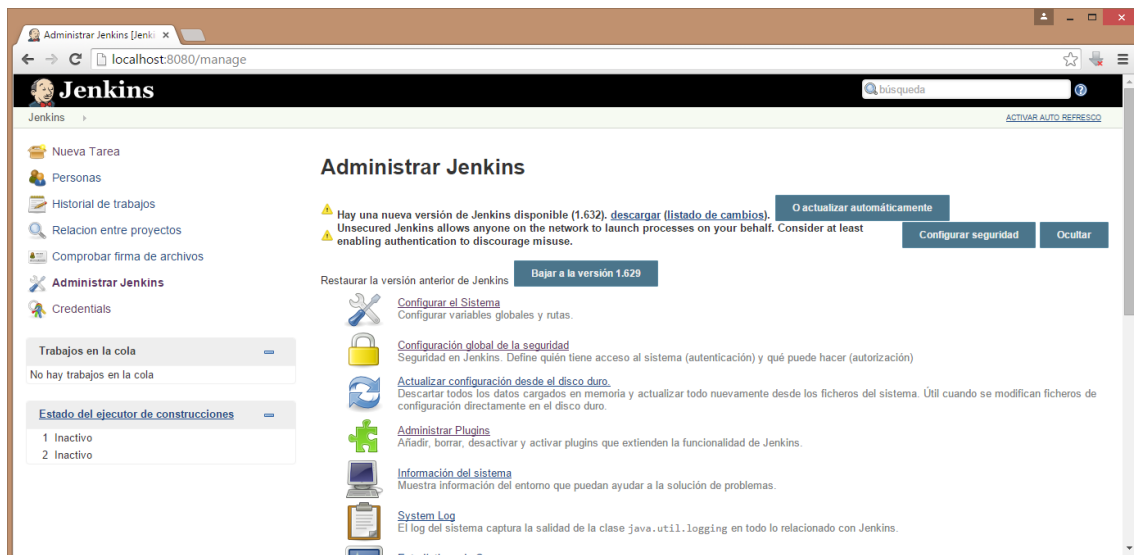 Administrar Jenkins [Jenki
localhost:8080/manage
Jenkins
búsqueda
Jenkins
ACTIVAR AUTO REFRESCO
Nueva Tarea
Personas
Historial de trabajos
Relacion entre proyectos
Comprobar firma de archivos
Administrar Jenkins
Credentials
Trabajos en la cola
No hay trabajos en la cola
Estado del ejecutor de construcciones
1 Inactivo
2 Inactivo
Administrar Jenkins
Hay una nueva versión de Jenkins disponible (1.632). descargar (listado de cambios). O actualizar automáticamente
Unsecured Jenkins allows anyone on the network to launch processes on your behalf. Consider at least
enabling authentication to discourage misuse.
Configurar seguridad Ocultar
Restaurar la versión anterior de Jenkins Bajar a la versión 1.629
Configurar el Sistema
Configurar variables globales y rutas.
Configuración global de la seguridad
Seguridad en Jenkins. Define quién tiene acceso al sistema (autenticación) y qué puede hacer (autorización)
Actualizar configuración desde el disco duro.
Descartar todos los datos cargados en memoria y actualizar todo nuevamente desde los ficheros del sistema. Útil cuando se modifican ficheros de
configuración directamente en el disco duro.
Administrar Plugins
Añadir, borrar, desactivar y activar plugins que extienden la funcionalidad de Jenkins.
Información del sistema
Muestra información del entorno que puedan ayudar a la solución de problemas.
System Log
El log del sistema captura la salidad de la clase java.util.logging en todo lo relacionado con Jenkins.